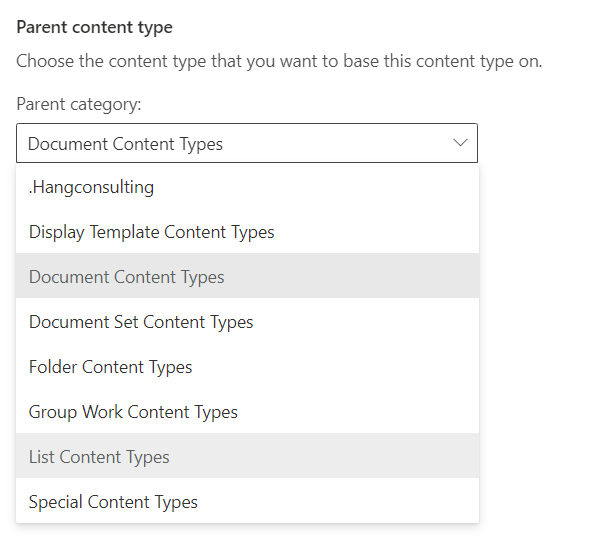 Parent content type
Choose the content type that you want to base this content type on.
Parent category:
Document Content Types
.Hangconsulting
Display Template Content Types
Document Content Types
Document Set Content Types
Folder Content Types
Group Work Content Types
List Content Types
Special Content Types